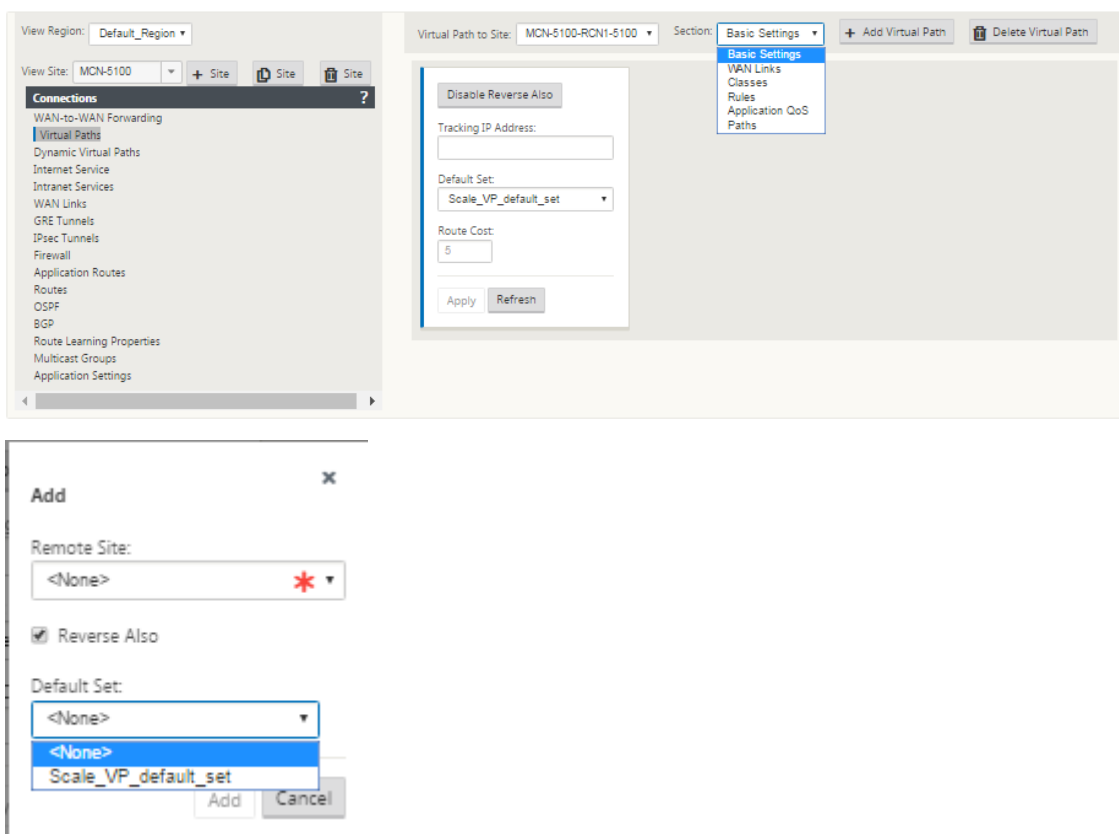 View Region: Default_Region
View Site: MCN-5100 + Site Site Site
Connections ?
WAN-to-WAN Forwarding
Virtual Paths
Dynamic Virtual Paths
Internet Service
Intranet Services
WAN Links
GRE Tunnels
IPsec Tunnels
Firewall
Application Routes
Routes
OSPF
BGP
Route Learning Properties
Multicast Groups
Application Settings
Virtual Path to Site: MCN-5100-RCN1-5100 Section: Basic Settings + Add Virtual Path Delete Virtual Path
Basic Settings
WAN Links
Classes
Rules
Application QoS
Paths
Disable Reverse Also
Tracking IP Address:
Default Set:
Scale_VP_default_set
Route Cost:
5
Apply Refresh
Add
Remote Site:
<None> *
Reverse Also
Default Set:
<None>
<None>
Scale_VP_default_set
Add Cancel